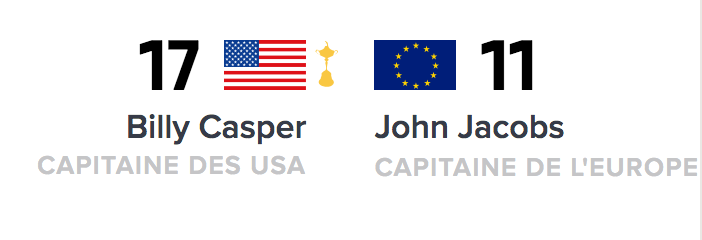 17 11
Billy Casper John Jacobs
CAPITAINE DES USA CAPITAINE DE L'EUROPE